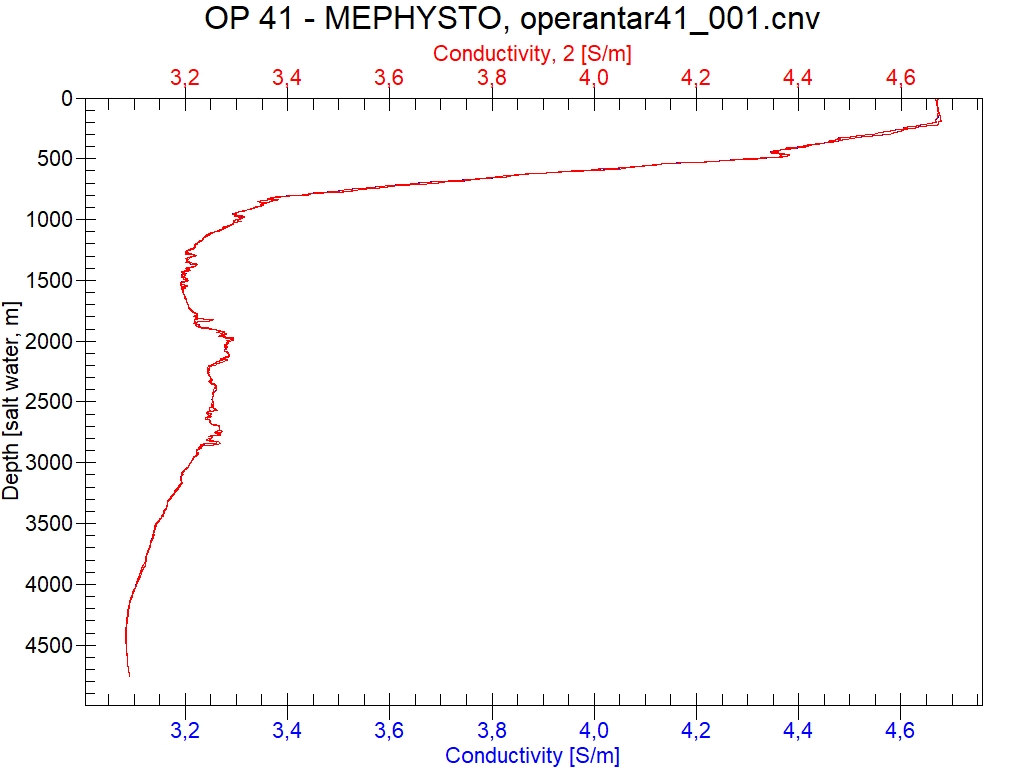 OP 41 - MEPHYSTO, operantar41_001.cnv
Conductivity, 2 [S/m]
3,2 3,4 3,6 3,8 4,0 4,2 4,4 4,6
0
500
1000
1500
2000
2500
3000
3500
4000
4500
Depth [salt water, m]
3,2 3,4 3,6 3,8 4,0 4,2 4,4 4,6
Conductivity [S/m]